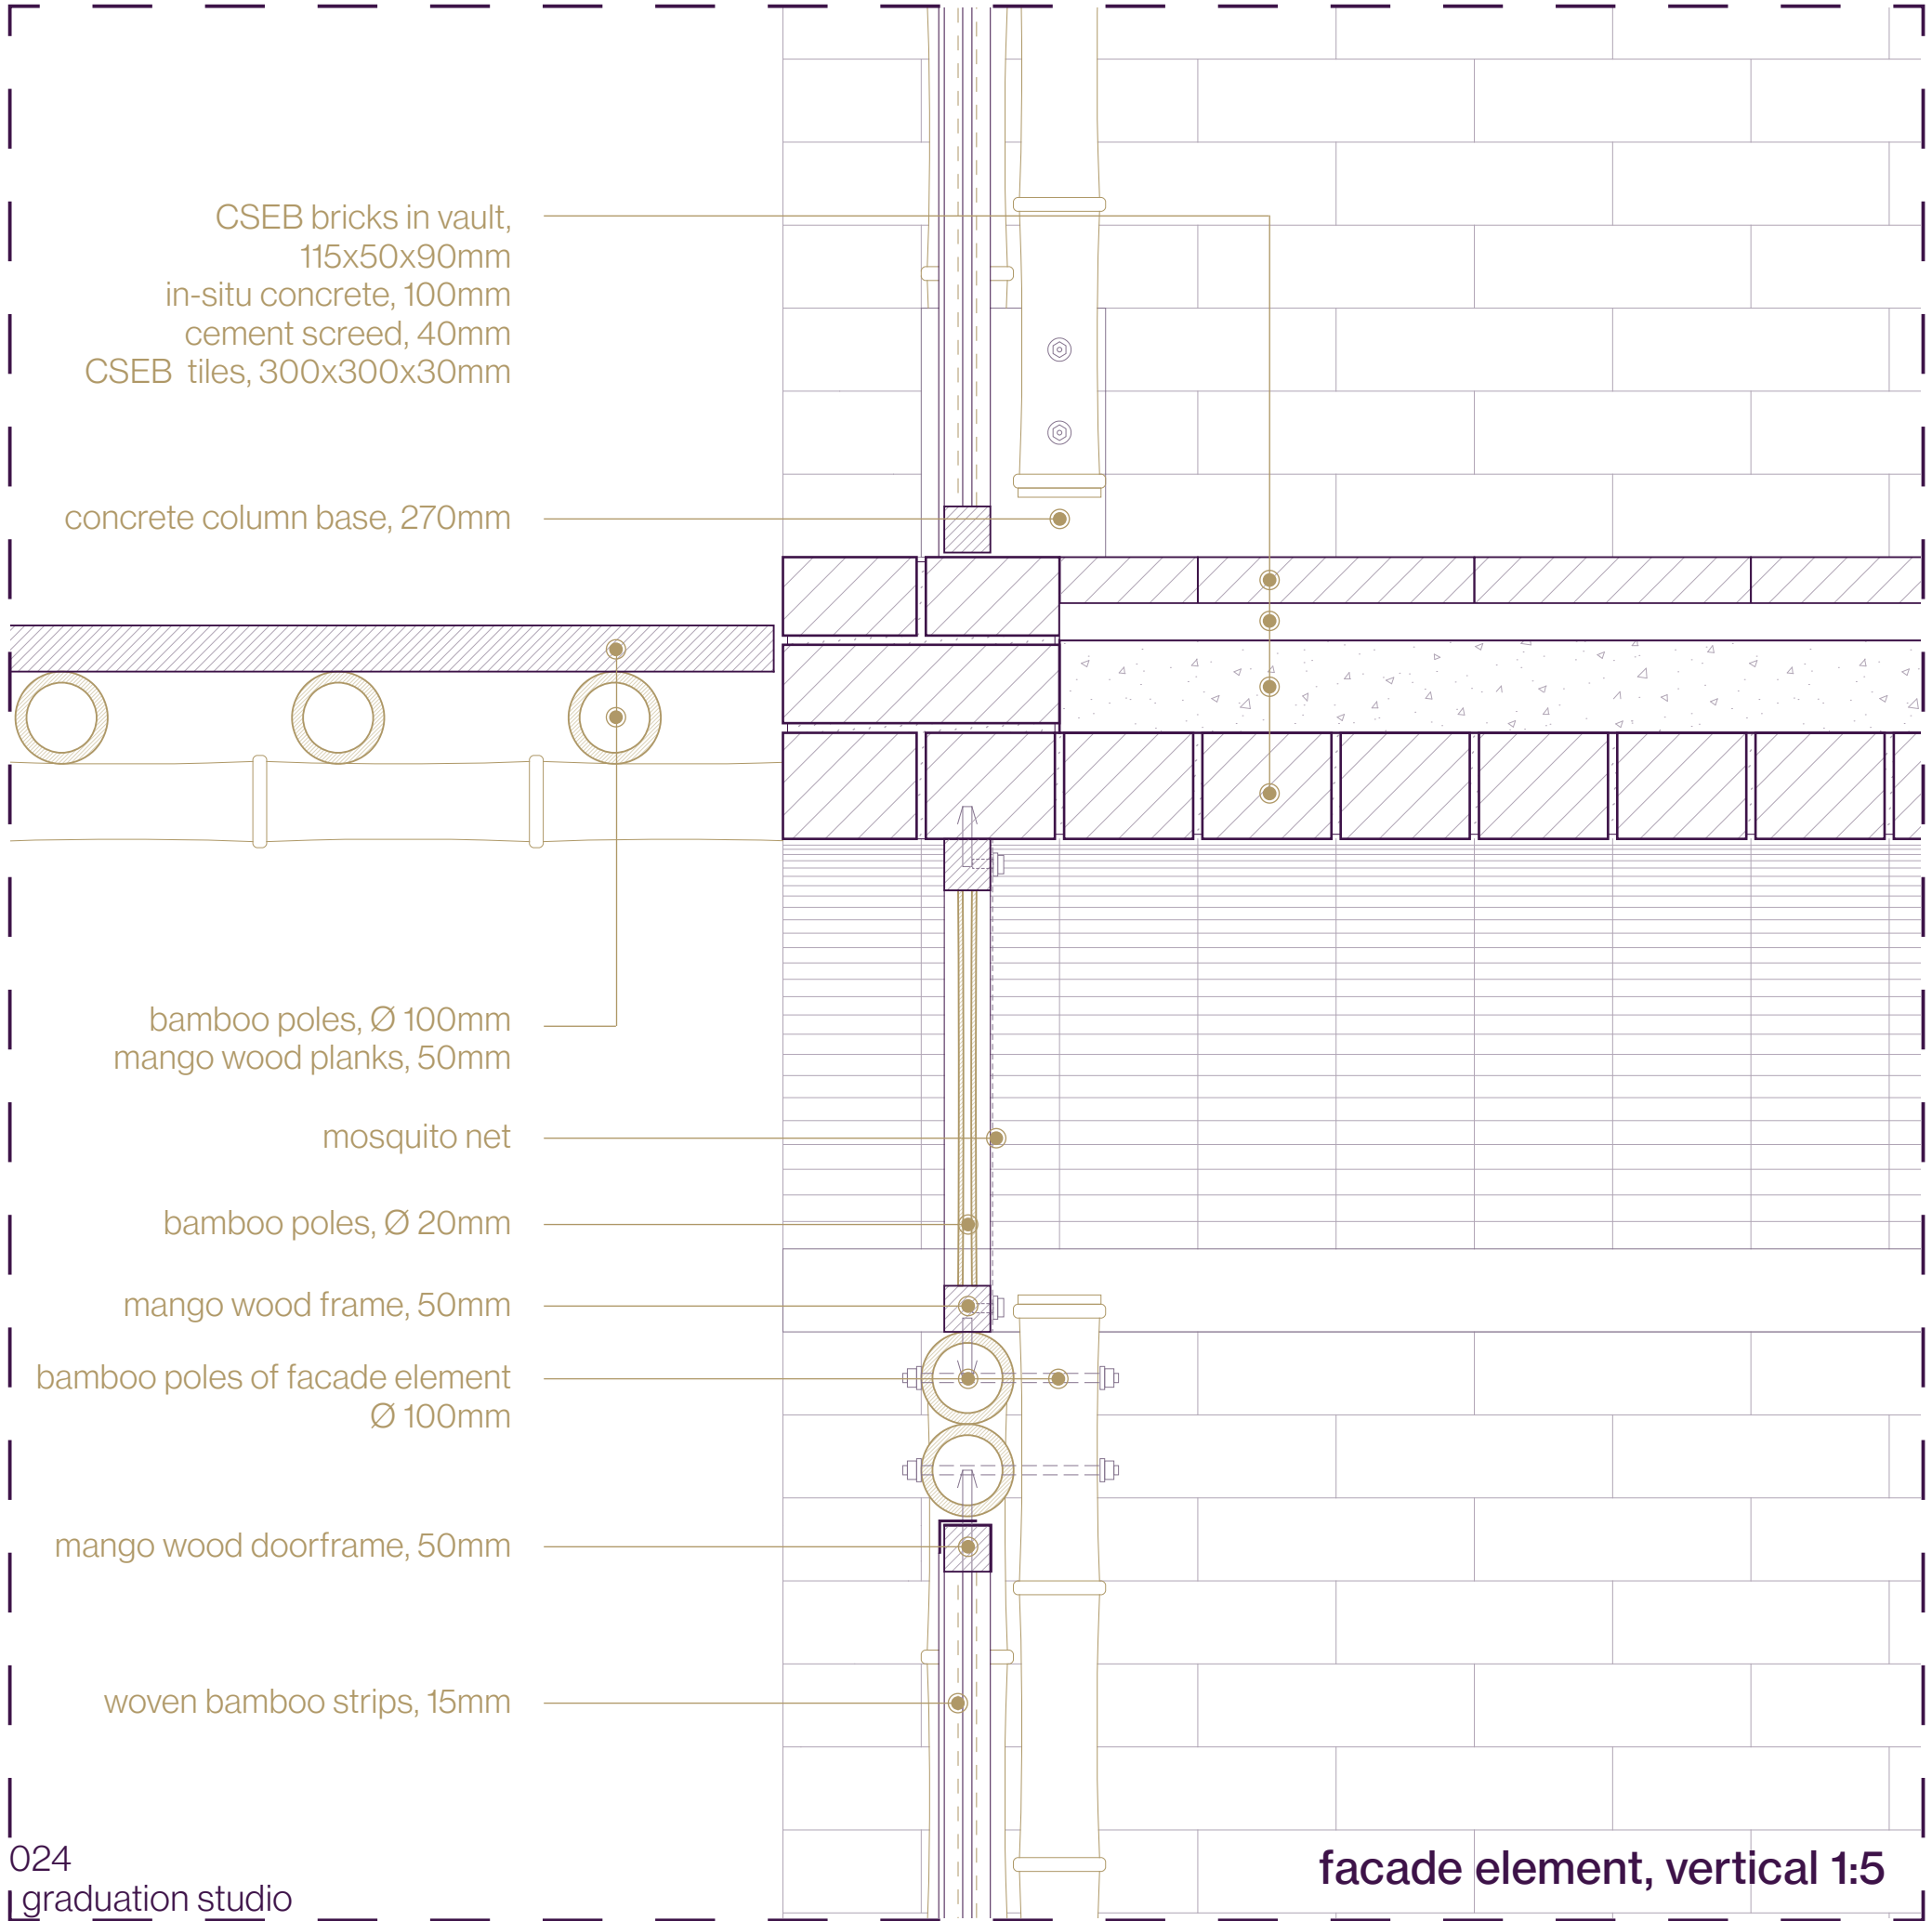 CSEB bricks in vault,
115x50x90mm
in-situ concrete, 100mm
cement screed, 40mm
CSEB  tiles, 300x300x30mm
concrete column base, 270mm
bamboo poles, Ø 100mm
mango wood planks, 50mm
mosquito net
bamboo poles, Ø 20mm
mango wood frame, 50mm
bamboo poles of facade element
Ø 100mm
mango wood doorframe, 50mm
woven bamboo strips, 15mm
024
graduation studio
facade element, vertical 1:5